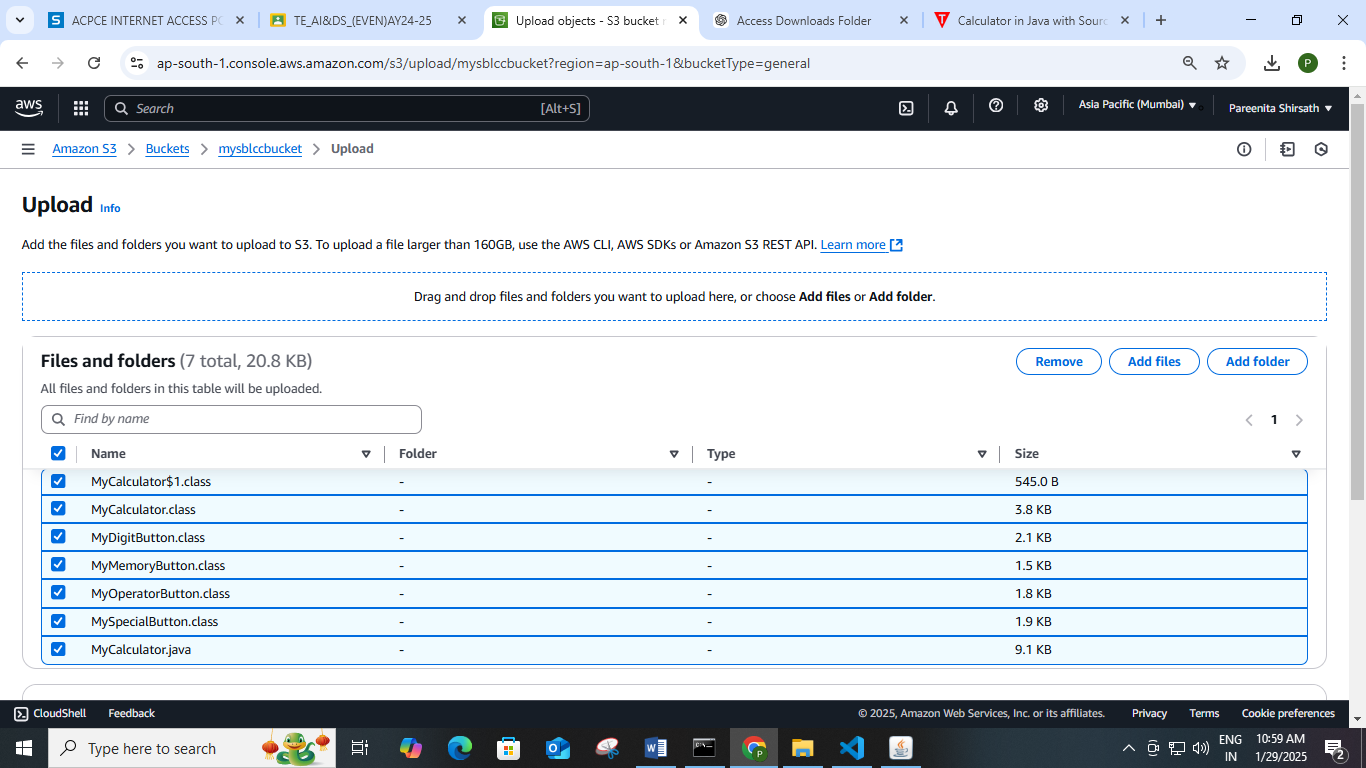 ACPCE INTERNET ACCESS PO
TE_AI&DS_(EVEN)AY24-25
Upload objects - S3 bucket m
Access Downloads Folder
Calculator in Java with Sourc
ap-south-1.console.aws.amazon.com/s3/upload/mysblccbucket?region=ap-south-1&bucketType=general
P
aws
Search
[Alt+S]
Asia Pacific (Mumbai)
Pareenita Shirsath
Amazon S3
Buckets
mysblccbucket
Upload
Upload
Info
Add the files and folders you want to upload to S3. To upload a file larger than 160GB, use the AWS CLI, AWS SDKs or Amazon S3 REST API. Learn more
Drag and drop files and folders you want to upload here, or choose Add files or Add folder.
Files and folders (7 total, 20.8 KB)
Remove
Add files
Add folder
All files and folders in this table will be uploaded.
Find by name
1
Name Folder Type Size
MyCalculator$1.class - - 545.0 B
MyCalculator.class - - 3.8 KB
MyDigitButton.class - - 2.1 KB
MyMemoryButton.class - - 1.5 KB
MyOperatorButton.class - - 1.8 KB
MySpecialButton.class - - 1.9 KB
MyCalculator.java - - 9.1 KB
CloudShell
Feedback
© 2025, Amazon Web Services, Inc. or its affiliates.
Privacy
Terms
Cookie preferences
Type here to search
ENG
IN
10:59 AM
1/29/2025
2